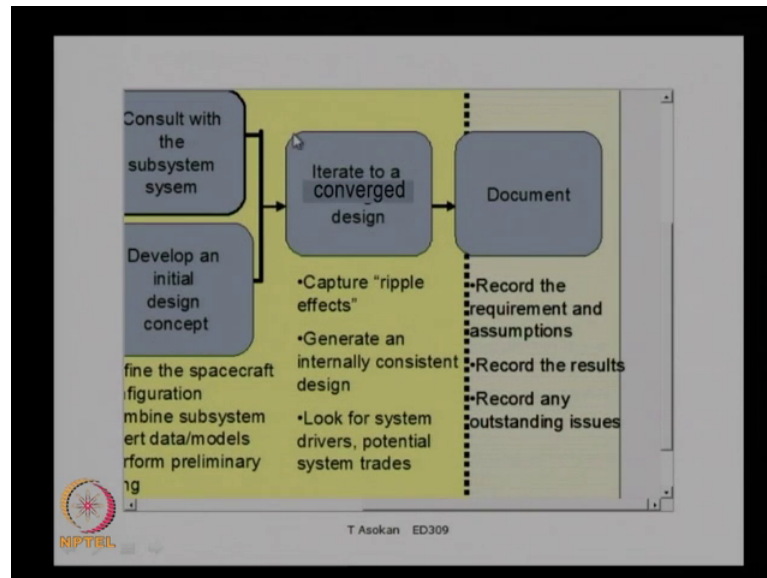 Consult with
the
subsystem
sysem
Develop an
initial
design
concept
fine the spacecraft
figuration
mbine subsystem
ert data/models
rform preliminary
ng
Iterate to a
converged
design
•Capture “ripple
effects”
•Generate an
internally consistent
design
•Look for system
drivers, potential
system trades
Document
•Record the
requirement and
assumptions
•Record the results
•Record any
outstanding issues
NPTEL
T Asokan ED309